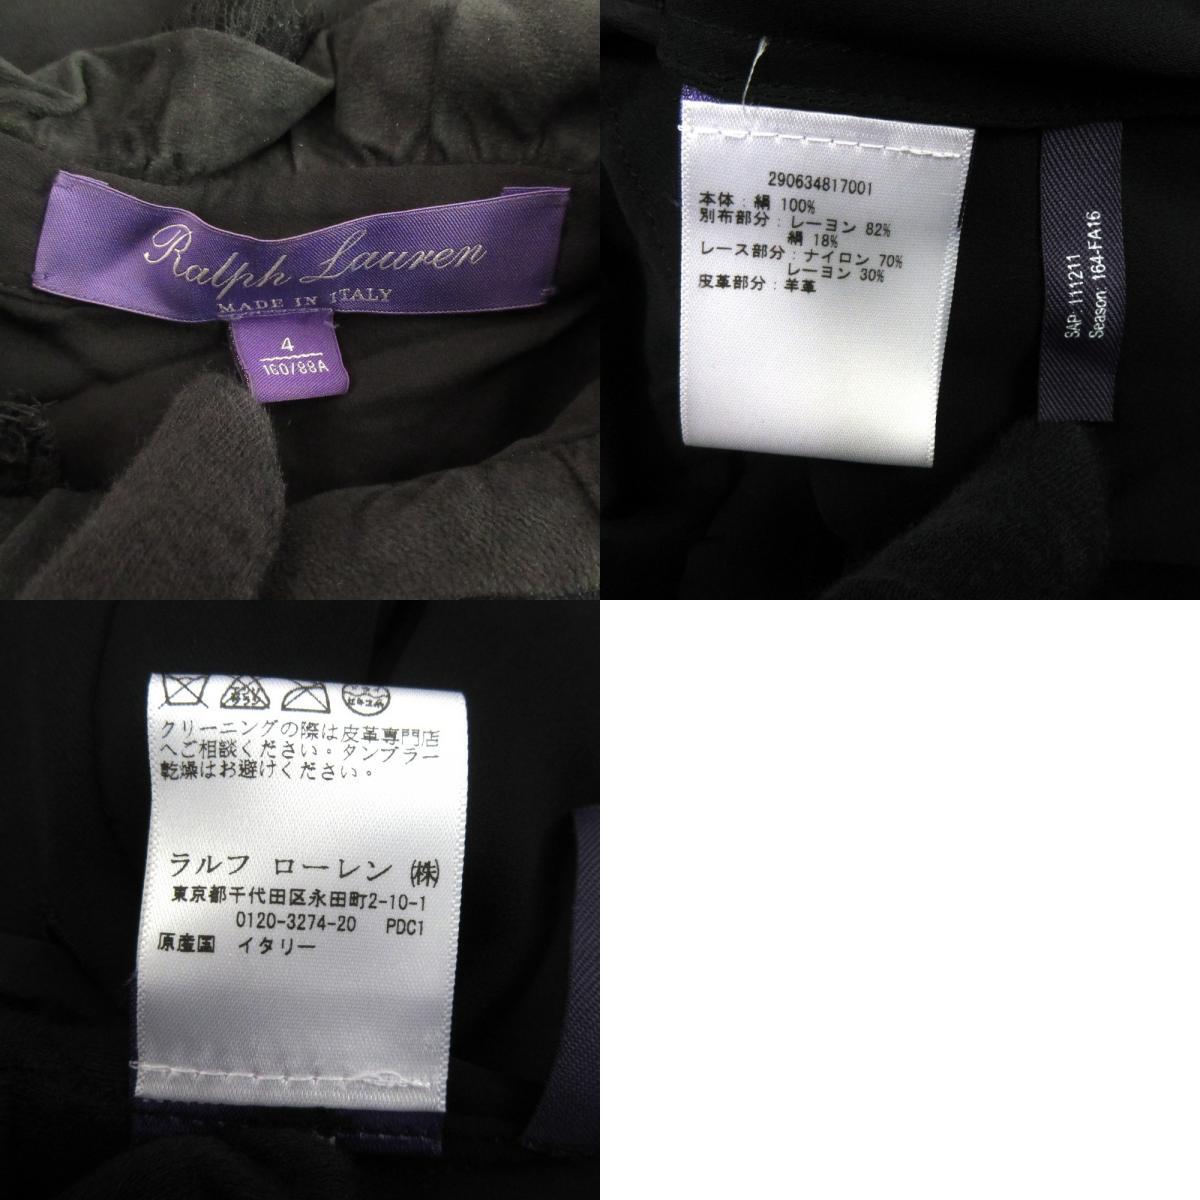 Ralph Lauren
MADE IN ITALY
4
160/88A
290634817001
本体：絹 100%
別布部分：レーヨン 82%
絹 18%
レース部分：ナイロン 70%
レーヨン 30%
皮革部分：羊革
SAP 111211
Season. 164-FA16
クリーニングの際は皮革専門店
へご相談ください。タンブラー
乾燥はお避けください。
ラルフ ローレン ㈱
東京都千代田区永田町2-10-1
0120-3274-20 PDC1
原産国 イタリー